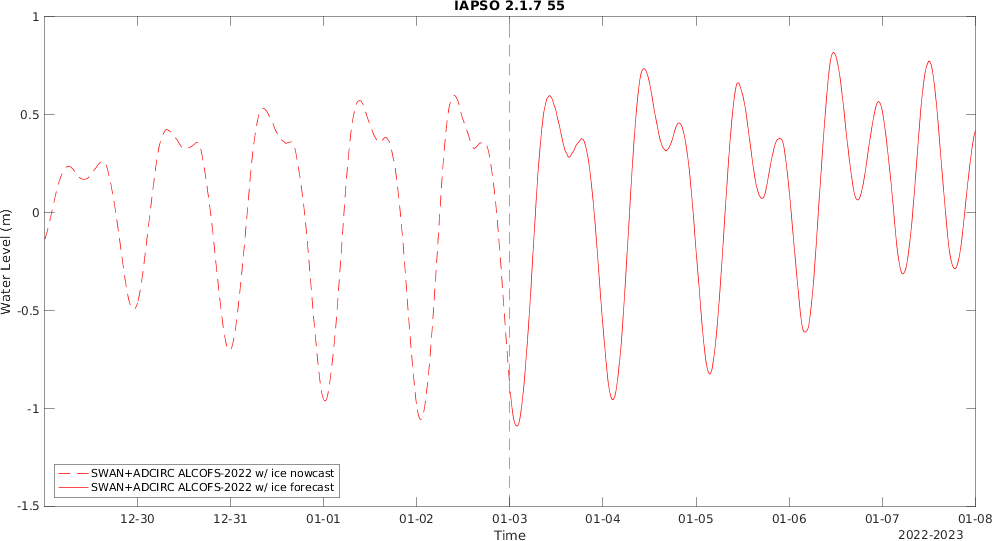 IAPSO 2.1.7 55
1
0.5
0
-0.5
-1
-1.5
Water Level (m)
SWAN+ADCIRC ALCOFS-2022 w/ ice nowcast
SWAN+ADCIRC ALCOFS-2022 w/ ice forecast
12-30 12-31 01-01 01-02 01-03 01-04 01-05 01-06 01-07 01-08
Time
2022-2023